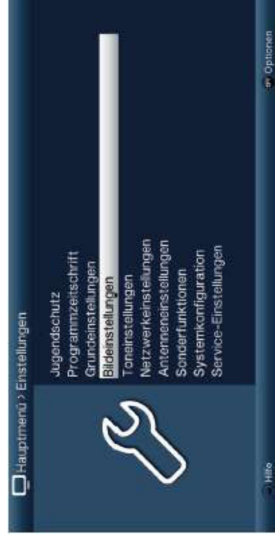 Hauptmenü > Einstellungen
Jugendschutz
Programmzeitschrift
Grundeinstellungen
Bildeinstellungen
Toneinstellungen
Netzwerkeinstellungen
Antenneneinstellungen
Sonderfunktionen
Systemkonfiguration
Service-Einstellungen
Hilfe
Optionen